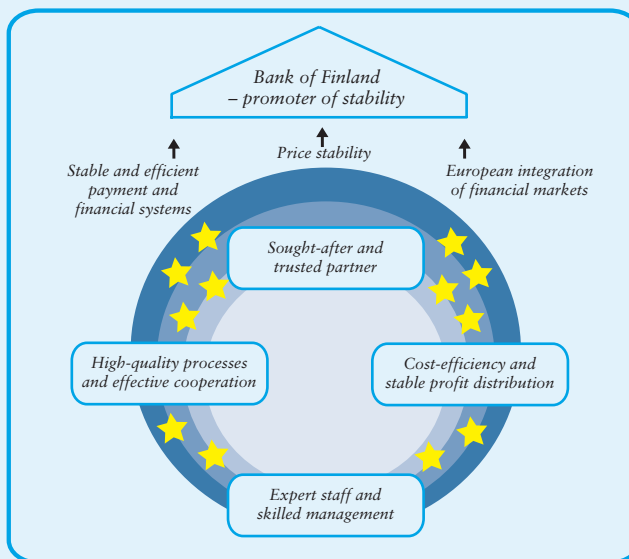 Bank of Finland
– promoter of stability
Stable and efficient
payment and
financial systems
Price stability
European integration
of financial markets
Sought-after and
trusted partner
High-quality processes
and effective cooperation
Cost-efficiency and
stable profit distribution
Expert staff and
skilled management